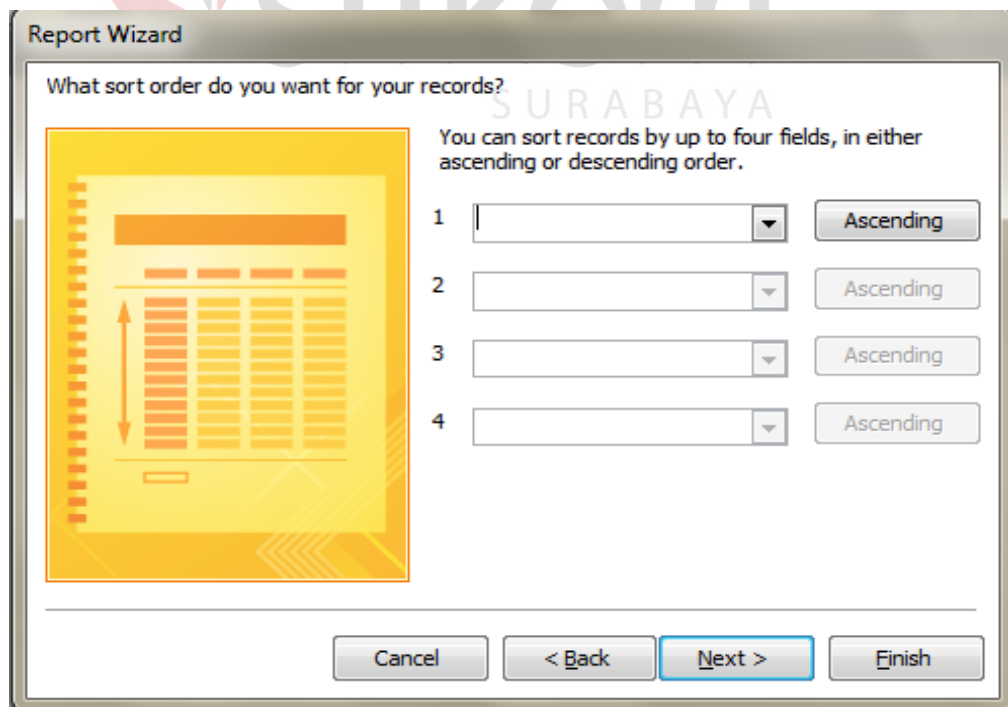 Report Wizard
What sort order do you want for your records?
SURABAYA
You can sort records by up to four fields, in either
ascending or descending order.
1 Ascending
2 Ascending
3 Ascending
4 Ascending
Cancel < Back Next > Finish